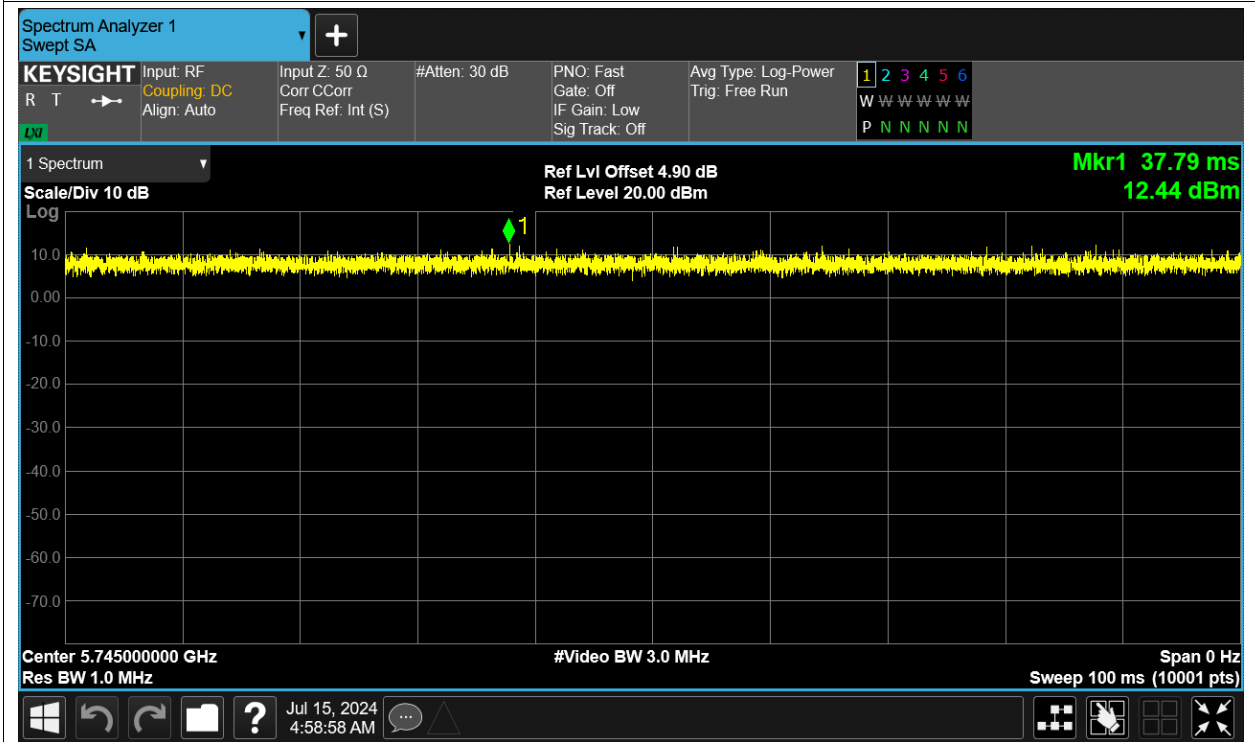 Spectrum Analyzer 1
Swept SA
KEYSIGHT
R T
LXI
Input: RF
Coupling: DC
Align: Auto
Input Z: 50 Ω
Corr CCorr
Freq Ref: Int (S)
#Atten: 30 dB
PNO: Fast
Gate: Off
IF Gain: Low
Sig Track: Off
Avg Type: Log-Power
Trig: Free Run
1 2 3 4 5 6
W W W W W W
P N N N N N
1 Spectrum
Scale/Div 10 dB
Ref Lvl Offset 4.90 dB
Ref Level 20.00 dBm
Mkr1 37.79 ms
12.44 dBm
Log
1
10.0
0.00
-10.0
-20.0
-30.0
-40.0
-50.0
-60.0
-70.0
Center 5.745000000 GHz
Res BW 1.0 MHz
#Video BW 3.0 MHz
Span 0 Hz
Sweep 100 ms (10001 pts)
?
Jul 15, 2024
4:58:58 AM